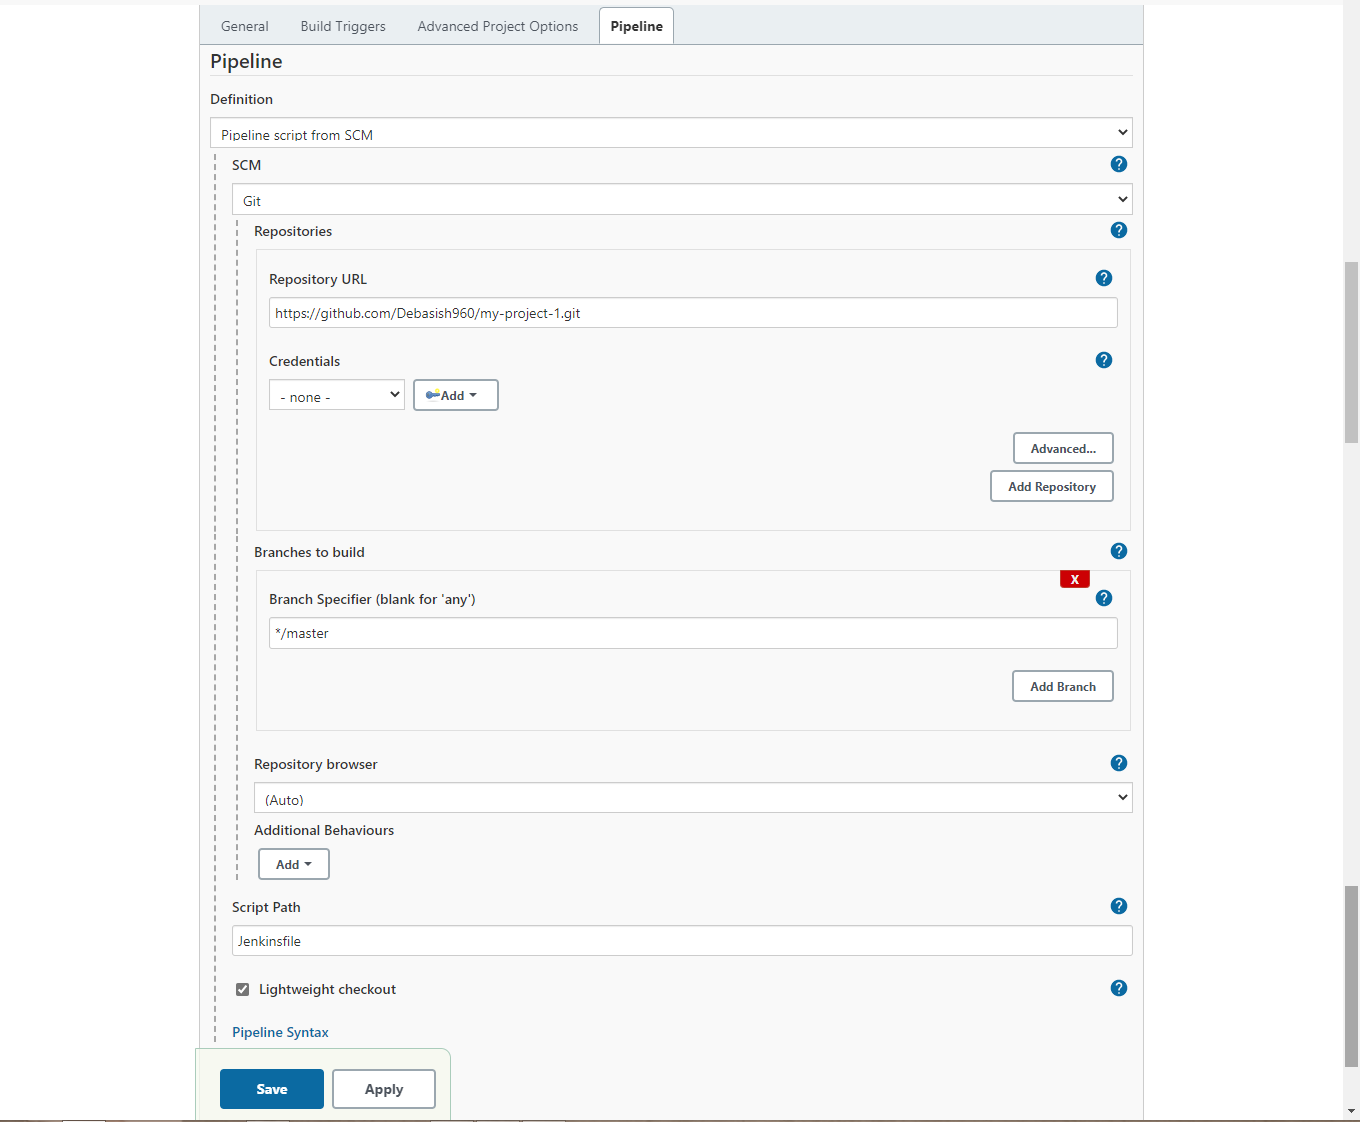 General Build Triggers Advanced Project Options Pipeline
Pipeline
Definition
Pipeline script from SCM
SCM ?
Git
Repositories ?
Repository URL ?
https://github.com/Debasish960/my-project-1.git
Credentials ?
- none - Add
Advanced...
Add Repository
Branches to build ?
X
Branch Specifier (blank for 'any') ?
*/master
Add Branch
Repository browser ?
(Auto)
Additional Behaviours
Add
Script Path ?
Jenkinsfile
Lightweight checkout ?
Pipeline Syntax
Save Apply